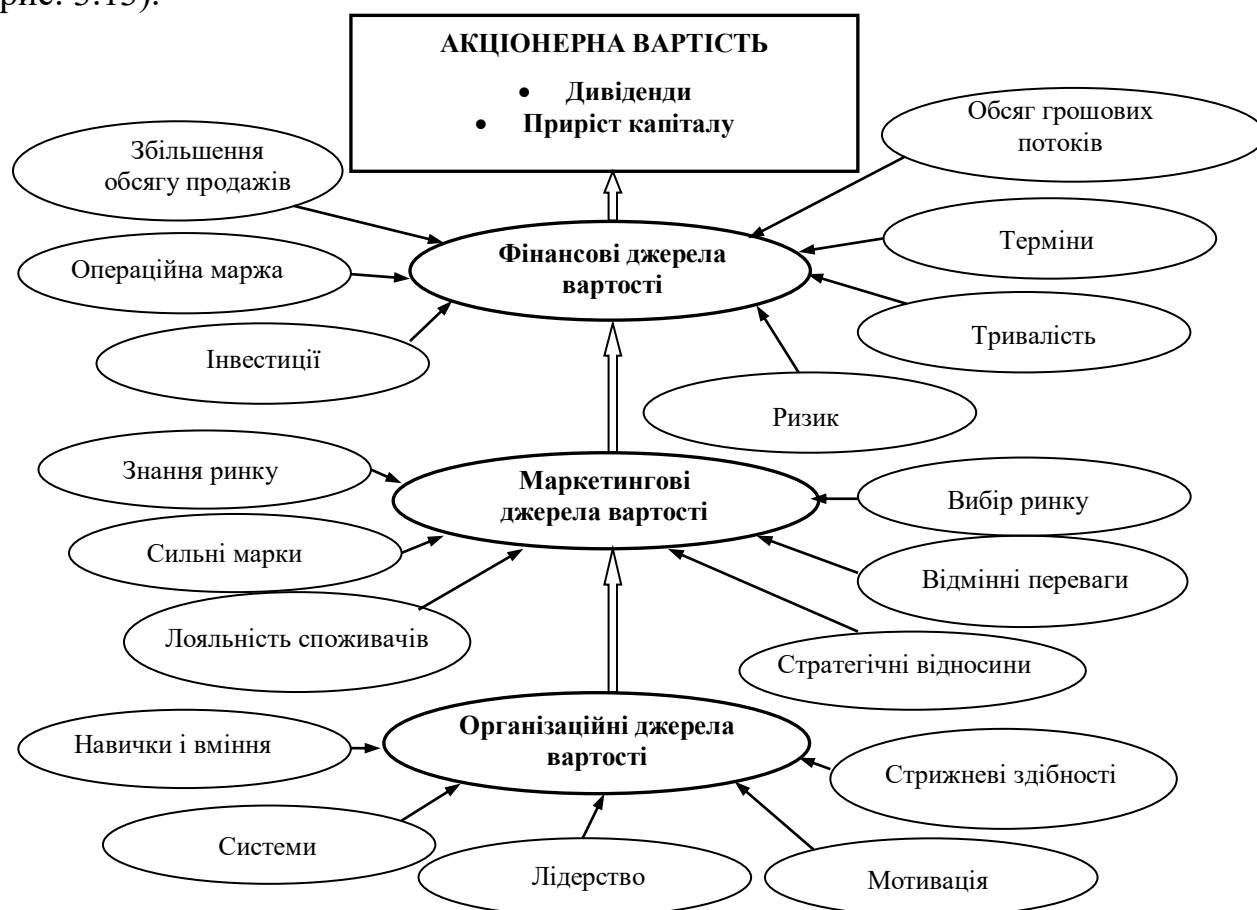 рис. 3.13).
АКЦІОНЕРНА ВАРТІСТЬ
• Дивіденди
• Приріст капіталу
Збільшення
обсягу продажів
Обсяг грошових
потоків
Операційна маржа
Фінансові джерела
вартості
Терміни
Інвестиції
Тривалість
Ризик
Знання ринку
Маркетингові
джерела вартості
Вибір ринку
Сильні марки
Відмінні переваги
Лояльність споживачів
Стратегічні відносини
Навички і вміння
Організаційні джерела
вартості
Стрижневі здібності
Системи
Лідерство
Мотивація